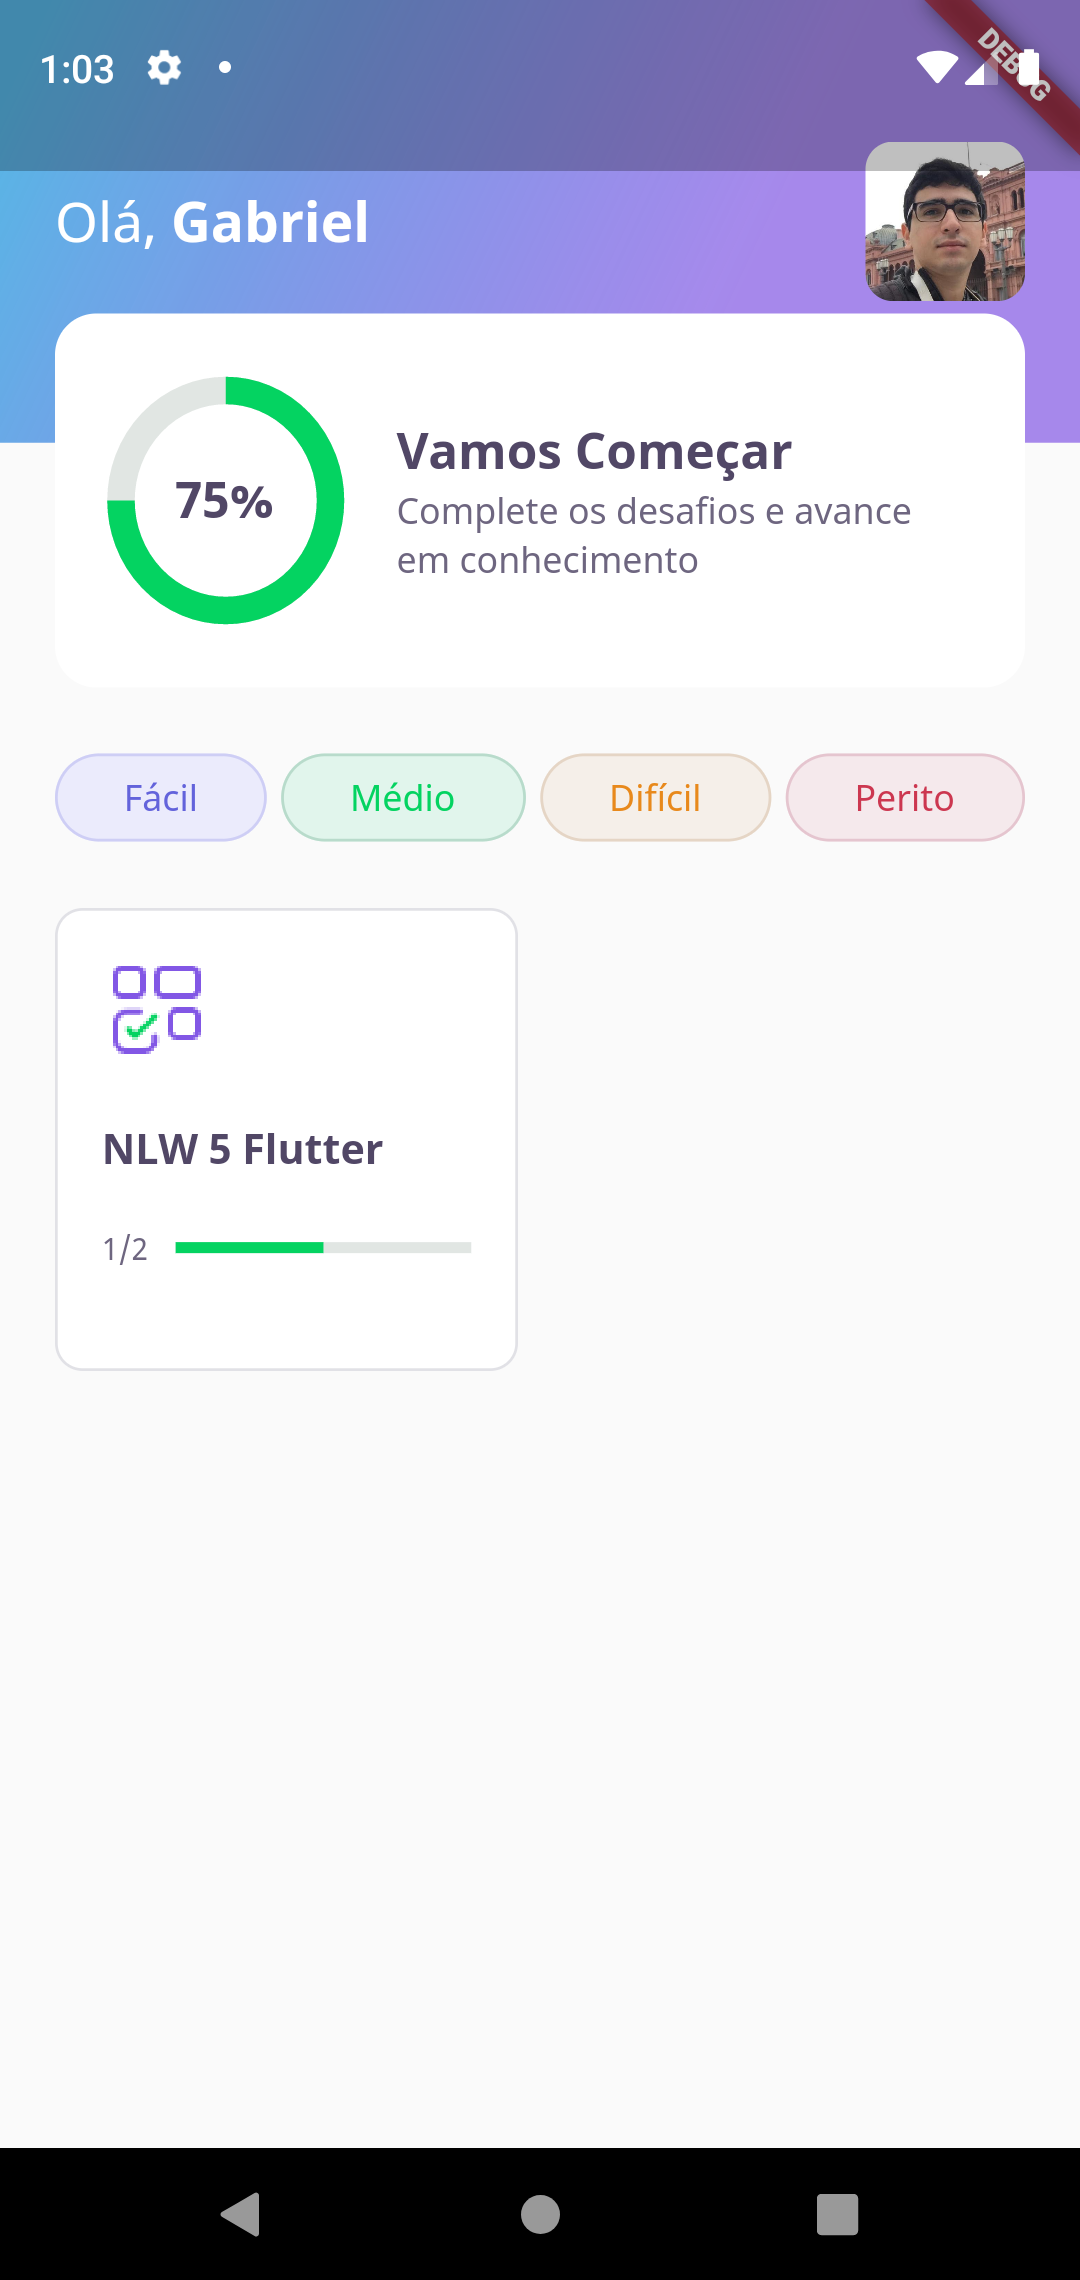 1:03
DEBUG
Olá, Gabriel
75%
Vamos Começar
Complete os desafios e avance
em conhecimento
Fácil
Médio
Difícil
Perito
NLW 5 Flutter
1/2